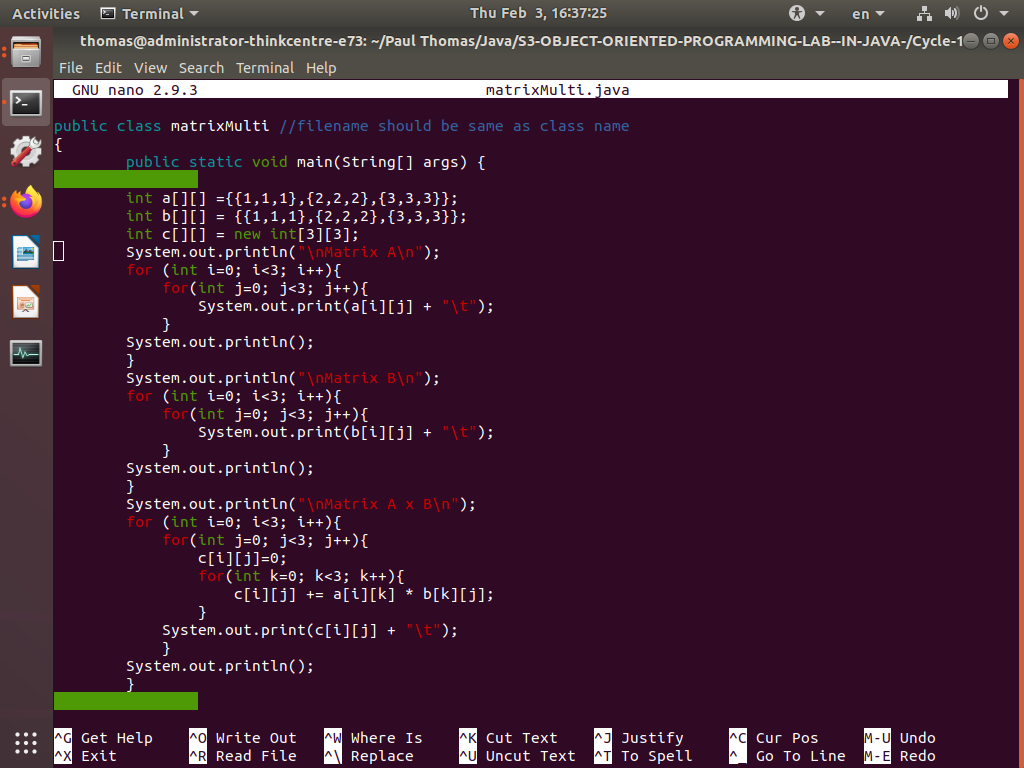 Activities Terminal Thu Feb 3, 16:37:25 en
thomas@administrator-thinkcentre-e73: ~/Paul Thomas/Java/S3-OBJECT-ORIENTED-PROGRAMMING-LAB--IN-JAVA-/Cycle-1
File Edit View Search Terminal Help
GNU nano 2.9.3 matrixMulti.java
public class matrixMulti //filename should be same as class name
{
public static void main(String[] args) {
int a[][] ={{1,1,1},{2,2,2},{3,3,3}};
int b[][] = {{1,1,1},{2,2,2},{3,3,3}};
int c[][] = new int[3][3];
System.out.println("\nMatrix A\n");
for (int i=0; i<3; i++){
for(int j=0; j<3; j++){
System.out.print(a[i][j] + "\t");
}
System.out.println();
}
System.out.println("\nMatrix B\n");
for (int i=0; i<3; i++){
for(int j=0; j<3; j++){
System.out.print(b[i][j] + "\t");
}
System.out.println();
}
System.out.println("\nMatrix A x B\n");
for (int i=0; i<3; i++){
for(int j=0; j<3; j++){
c[i][j]=0;
for(int k=0; k<3; k++){
c[i][j] += a[i][k] * b[k][j];
}
System.out.print(c[i][j] + "\t");
}
System.out.println();
}
^G Get Help ^O Write Out ^W Where Is ^K Cut Text ^J Justify ^C Cur Pos M-U Undo
^X Exit ^R Read File ^\ Replace ^U Uncut Text ^T To Spell ^_ Go To Line M-E Redo